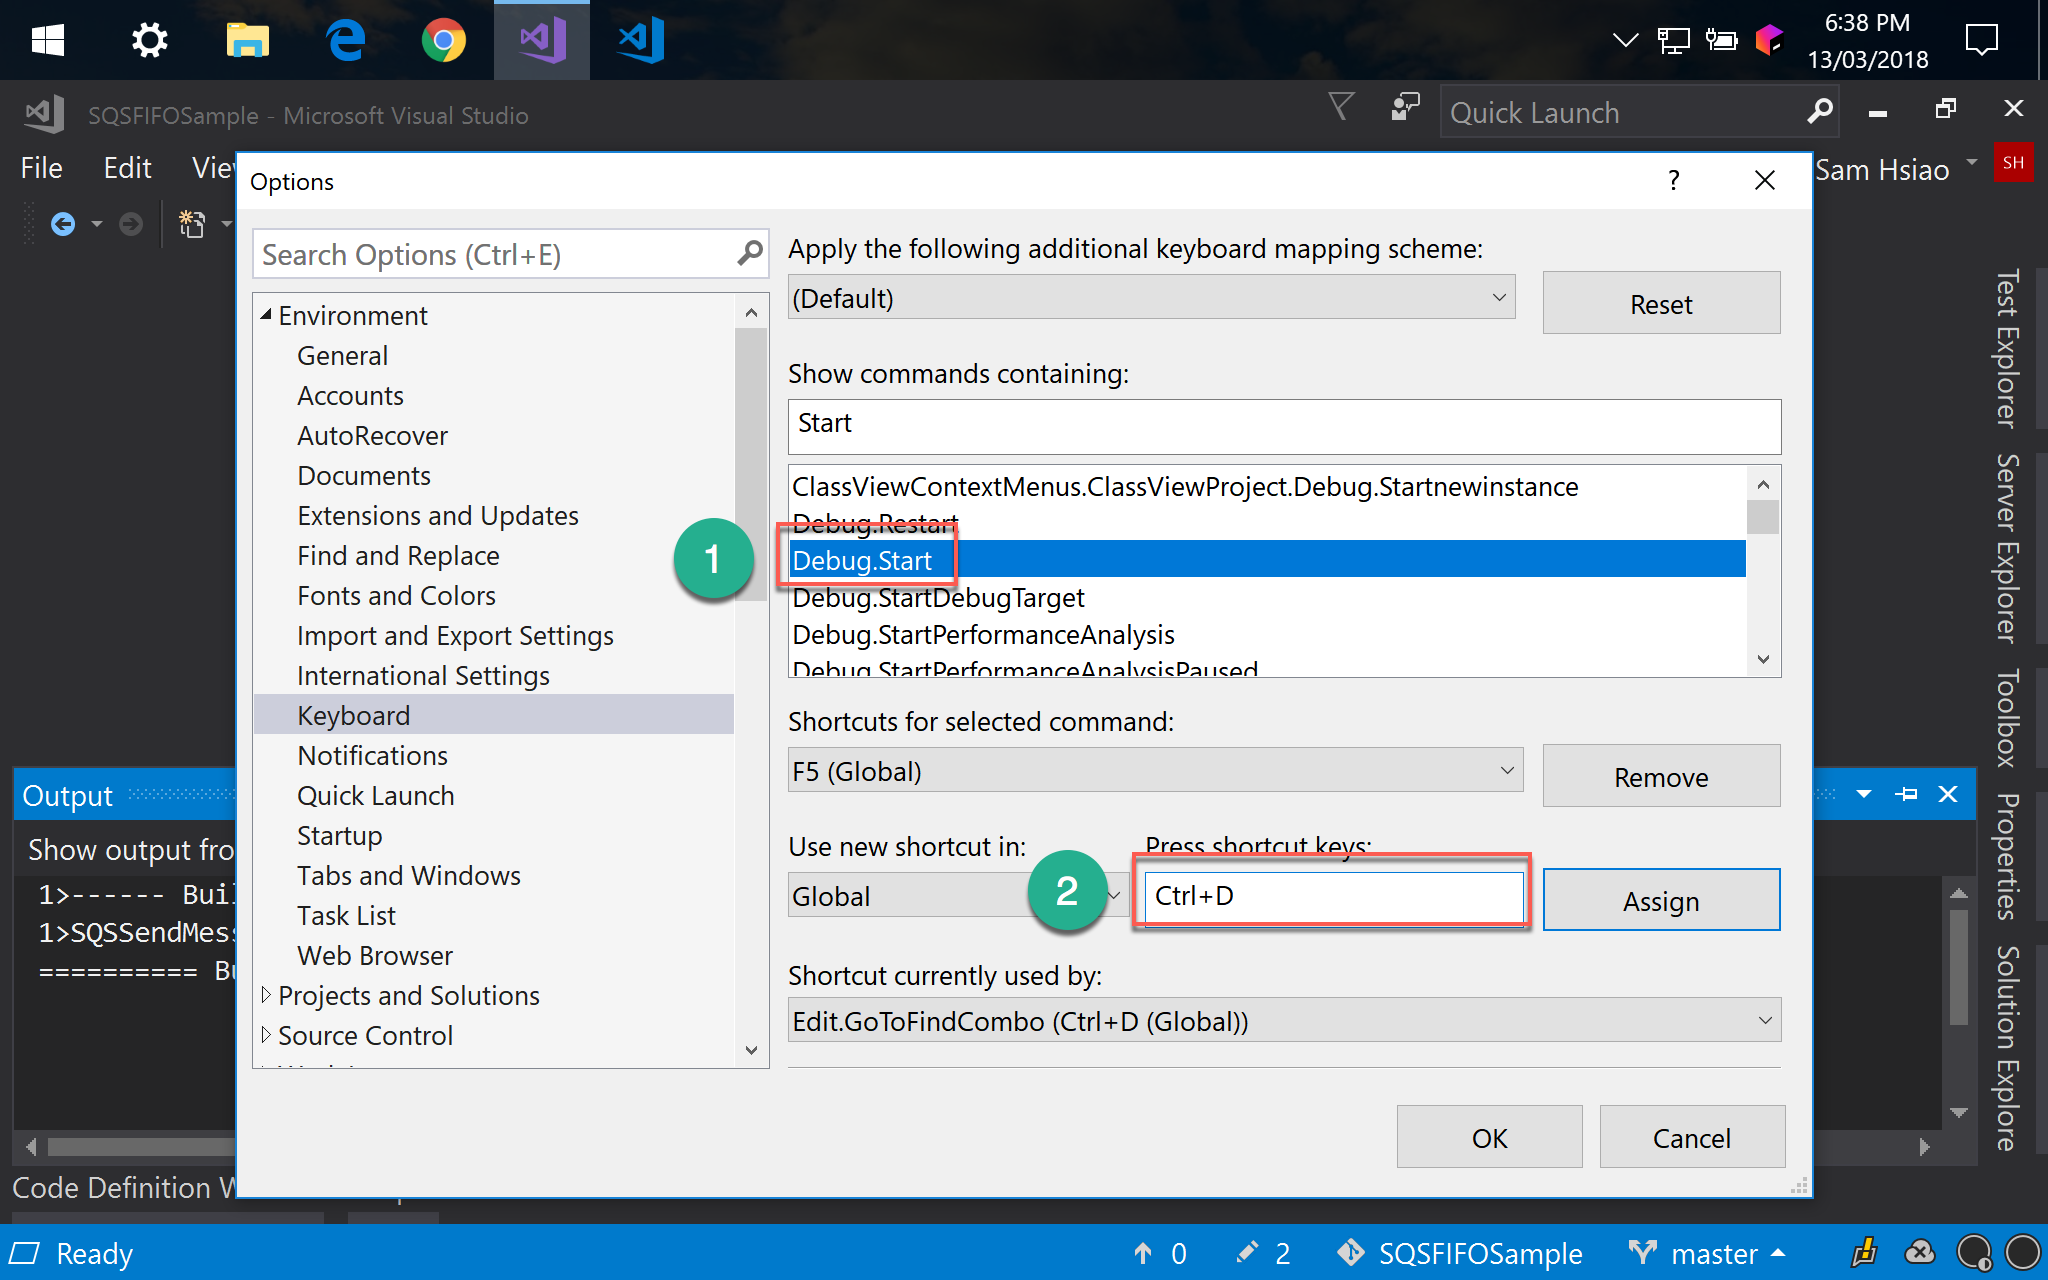 6:38 PM
13/03/2018
SQSFIFOSample - Microsoft Visual Studio
Quick Launch
File Edit
Sam Hsiao
SH
Options
?
Search Options (Ctrl+E)
Environment
General
Accounts
AutoRecover
Documents
Extensions and Updates
Find and Replace
Fonts and Colors
Import and Export Settings
International Settings
Keyboard
Notifications
Quick Launch
Startup
Tabs and Windows
Task List
Web Browser
Projects and Solutions
Source Control
Apply the following additional keyboard mapping scheme:
(Default)
Reset
Show commands containing:
Start
ClassViewContextMenus.ClassViewProject.Debug.Startnewinstance
Debug.Restart
1
Debug.Start
Debug.StartDebugTarget
Debug.StartPerformanceAnalysis
Debug.StartPerformanceAnalysisPaused
Shortcuts for selected command:
F5 (Global)
Remove
Use new shortcut in:
Press shortcut keys:
Global
2
Ctrl+D
Assign
Shortcut currently used by:
Edit.GoToFindCombo (Ctrl+D (Global))
OK
Cancel
Test Explorer
Server Explorer
Toolbox
Properties
Solution Explore
Output
Show output fro
1>------ Buil
1>SQSSendMess
========== Bu
Code Definition W
Ready
0
2
SQSFIFOSample
master